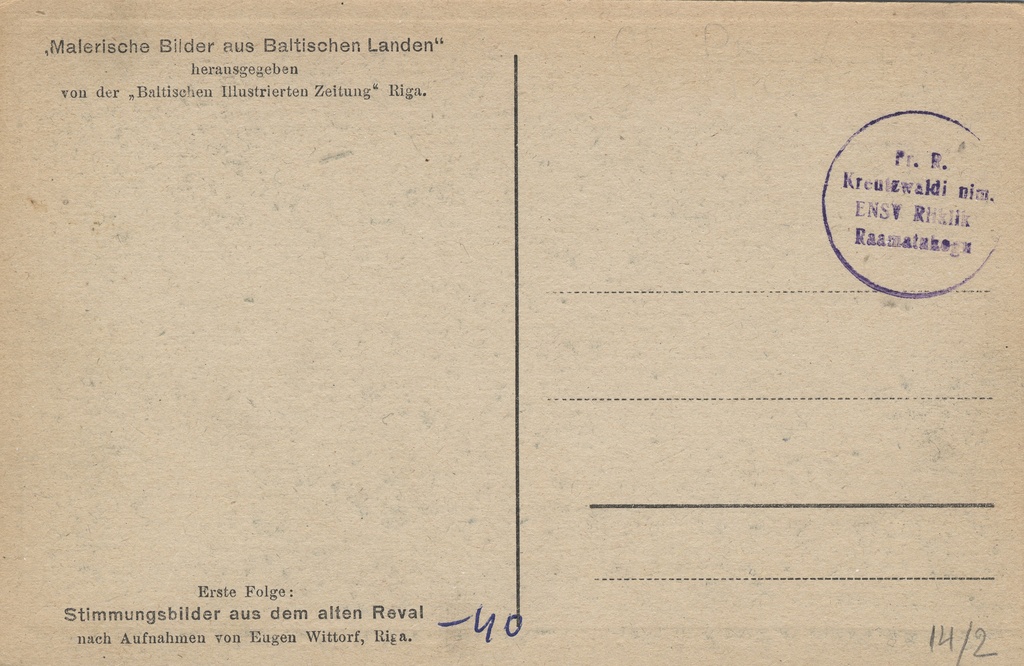 „Malerische Bilder aus Baltischen Landen“
herausgegeben
von der „Baltischen Illustrierten Zeitung“ Riga.
Fr. R.
Kreutzwaldi nim.
ENSV Riiklik
Raamatukogu
Erste Folge:
Stimmungsbilder aus dem alten Reval
nach Aufnahmen von Eugen Wittorf, Riga.
-40
14/2